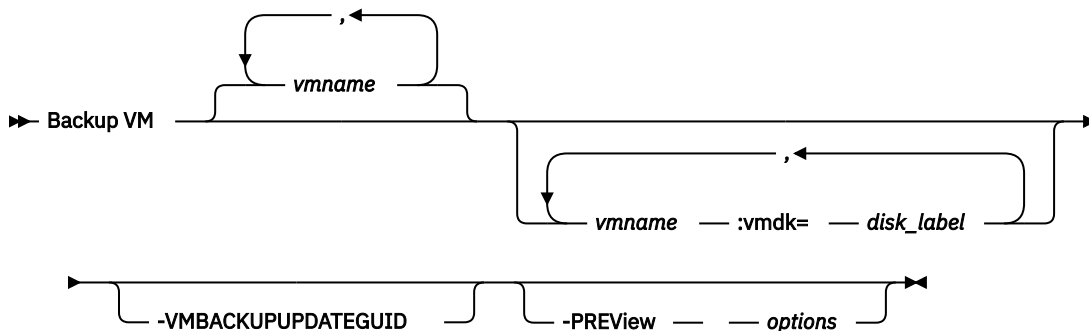 ,
vmname
Backup VM
,
vmname :vmdk= disk_label
-VMBACKUPUPDATEGUID -PREView options